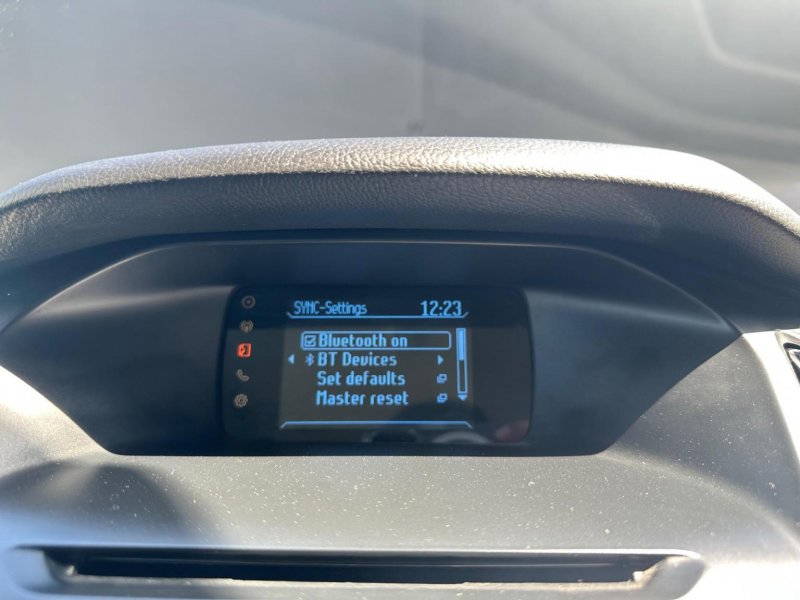 SYNC-Settings 12:23
Bluetooth on
BT Devices
Set defaults
Master reset